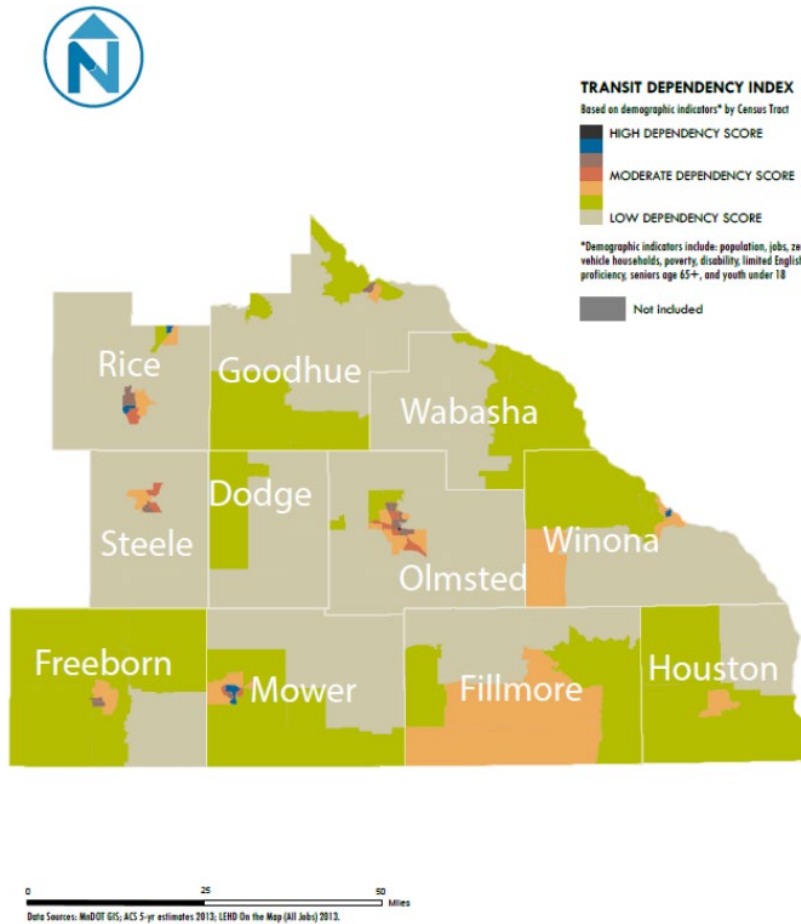 N
TRANSIT DEPENDENCY INDEX
Based on demographic indicators* by Census Tract
HIGH DEPENDENCY SCORE
MODERATE DEPENDENCY SCORE
LOW DEPENDENCY SCORE
*Demographic indicators include: population, jobs,
vehicle households, poverty, disability, limited English
proficiency, seniors age 65+, and youth under 18
Not included
Rice
Goodhue
Wabasha
Dodge
Steele
Olmsted
Winona
Freeborn
Mower
Fillmore
Houston
0 25 50
Miles
Data Sources: MnDOT GIS; ACS 5-yr estimates 2013; LEHD On the Map (All Jobs) 2013.